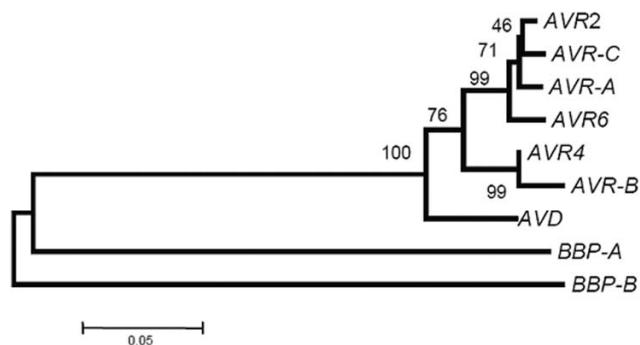 46 AVR2
71 AVR-C
99 AVR-A
76 AVR6
100 AVR4
99 AVR-B
AVD
BBP-A
BBP-B
0.05